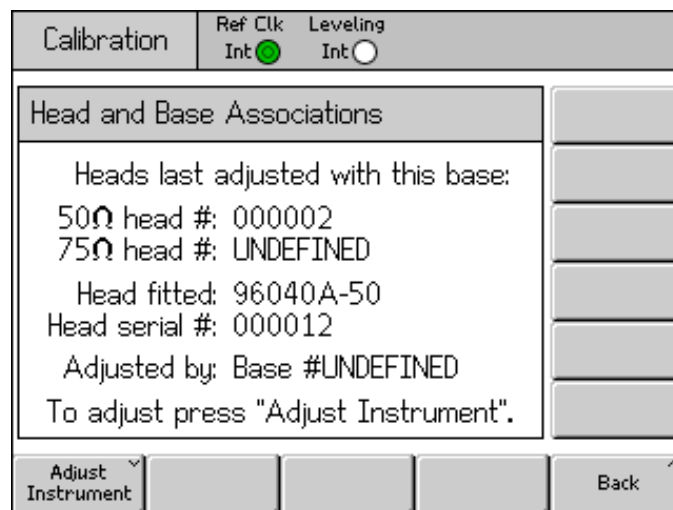 Calibration
Ref Clk Leveling
Int Int
Head and Base Associations
Heads last adjusted with this base:
50Ω head #: 000002
75Ω head #: UNDEFINED
Head fitted: 96040A-50
Head serial #: 000012
Adjusted by: Base #UNDEFINED
To adjust press "Adjust Instrument".
Adjust
Instrument
Back